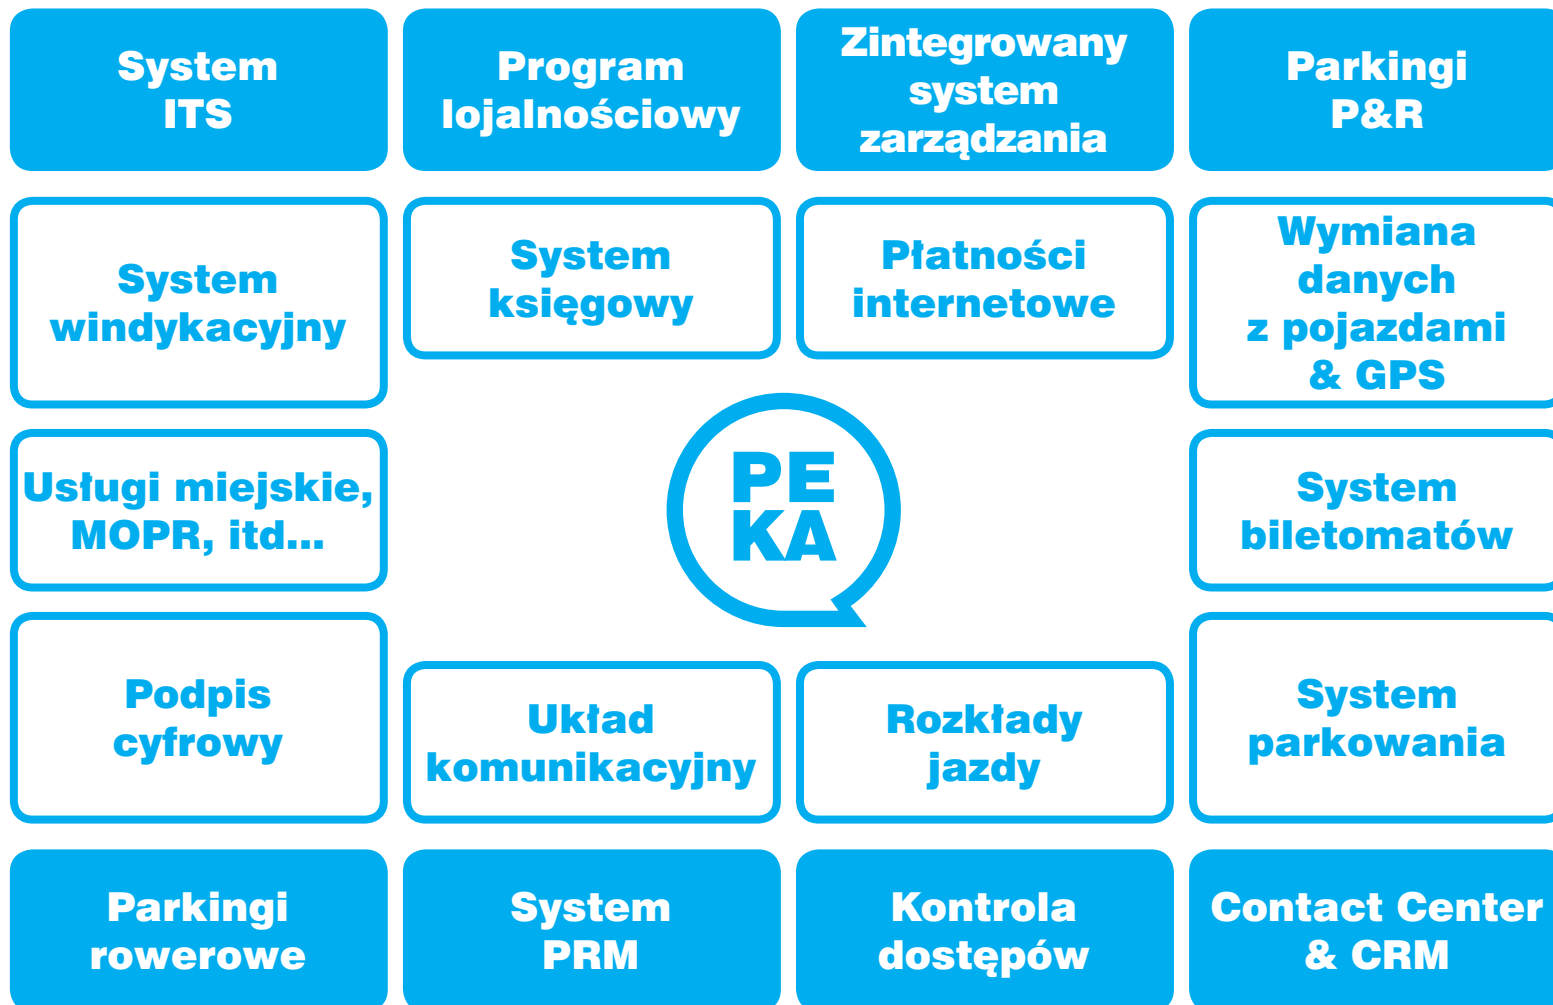 System
ITS
Program
lojalnościowy
Zintegrowany
system
zarządzania
Parkingi
P&R
System
windykacyjny
System
księgowy
Płatności
internetowe
Wymiana
danych
z pojazdami
& GPS
Usługi miejskie,
MOPR, itd...
PE
KA
System
biletomatów
Podpis
cyfrowy
Układ
komunikacyjny
Rozkłady
jazdy
System
parkowania
Parkingi
rowerowe
System
PRM
Kontrola
dostępów
Contact Center
& CRM